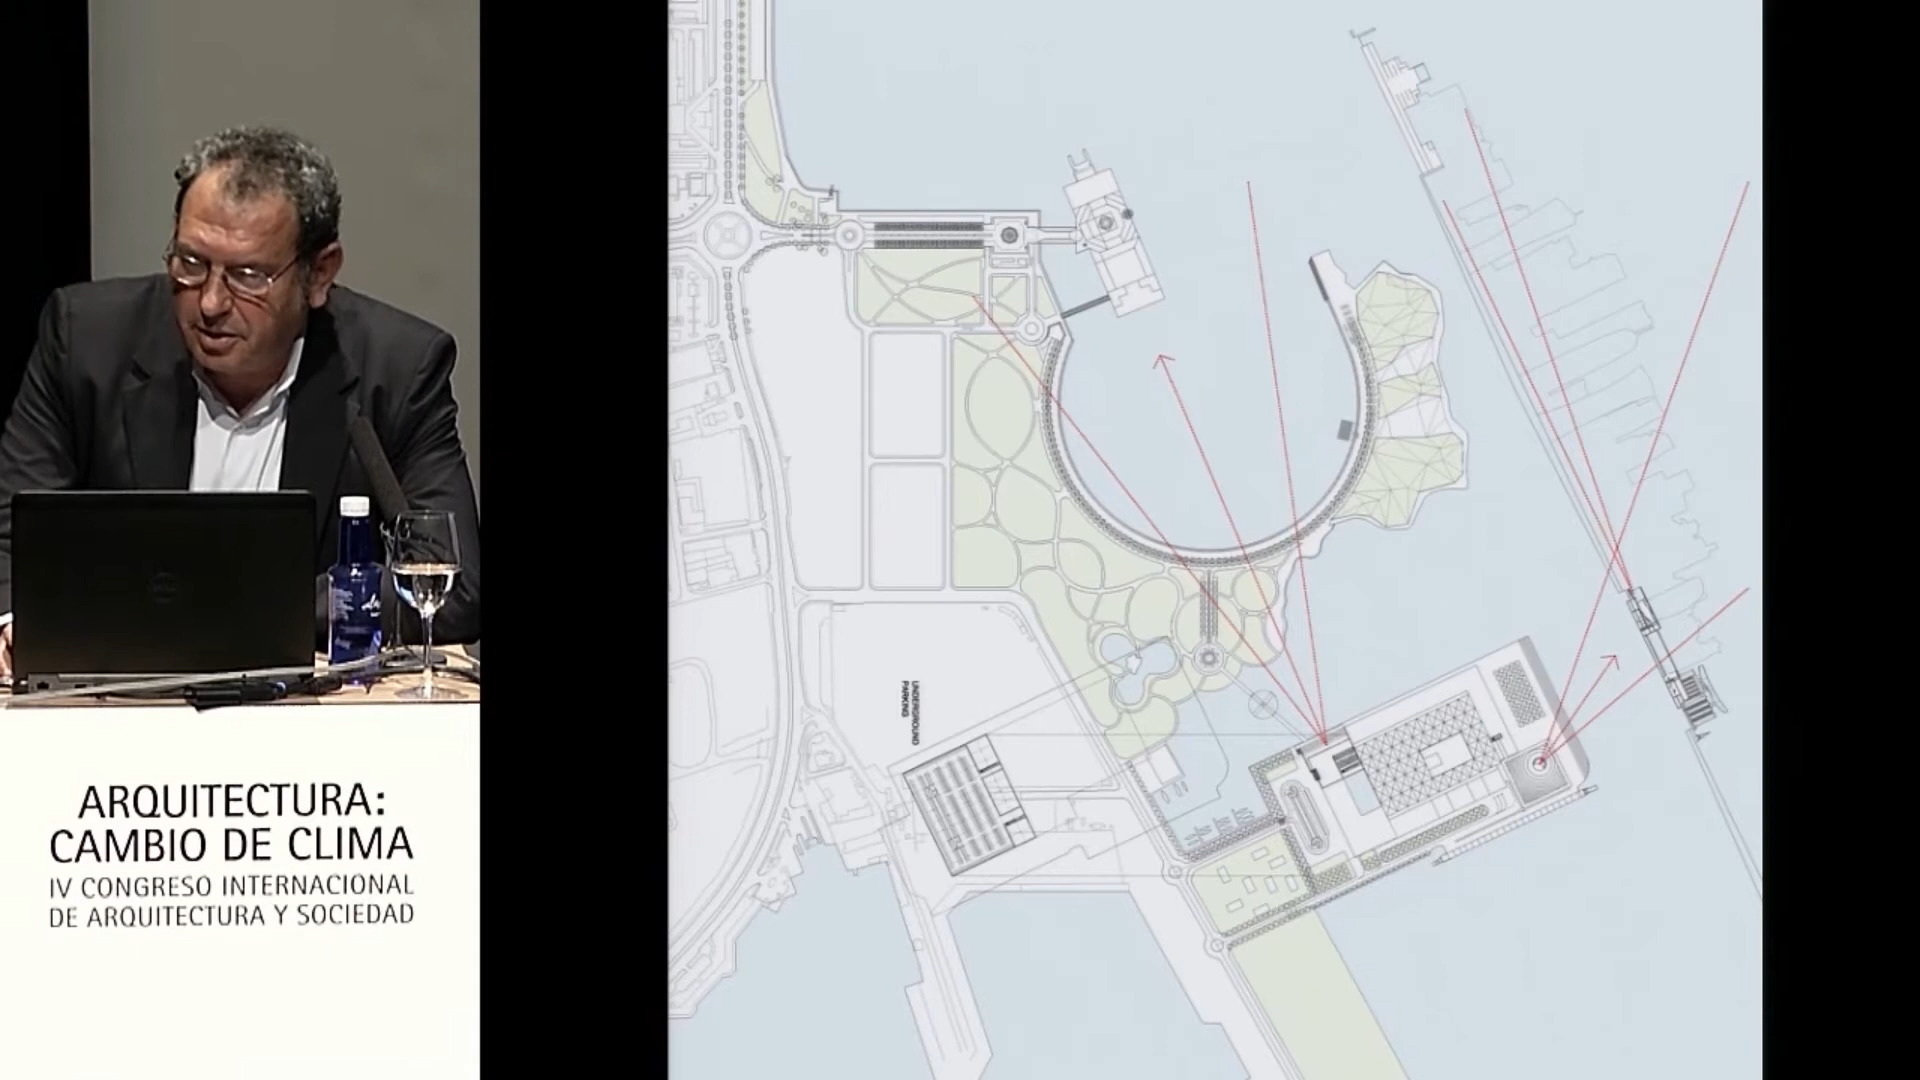 ARQUITECTURA:
CAMBIO DE CLIMA
IV CONGRESO INTERNACIONAL
DE ARQUITECTURA Y SOCIEDAD
UNDERGROUND
PARKING